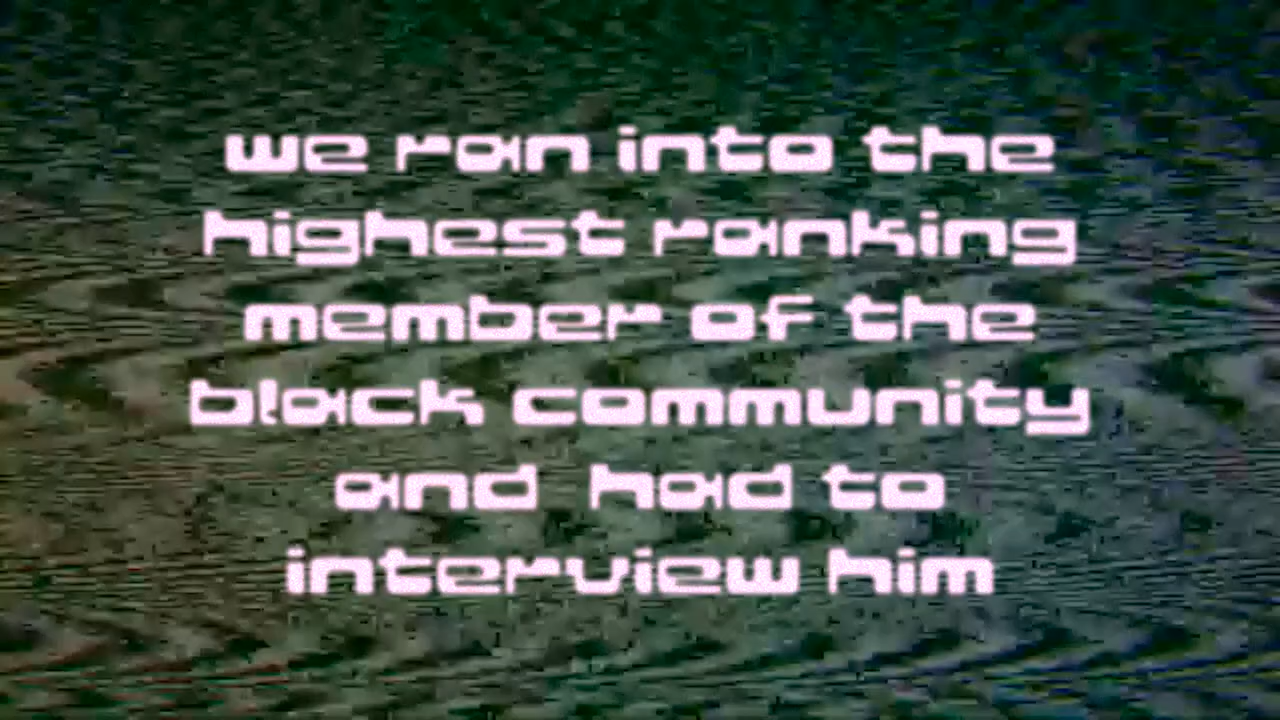 we ran into the
highest ranking
member of the
black community
and had to
interview him